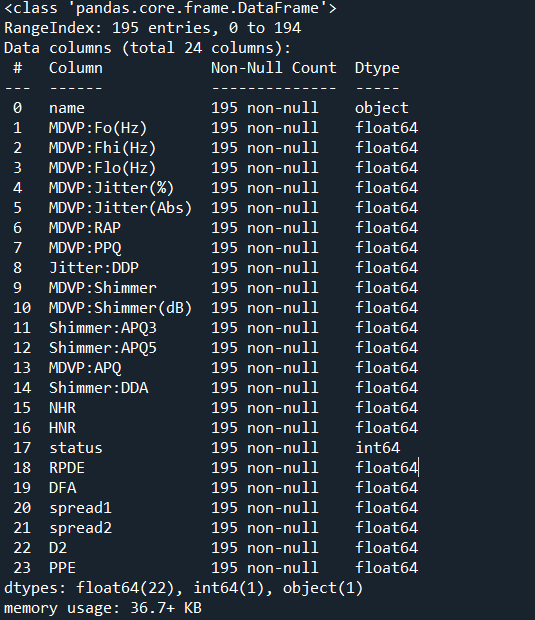 <class 'pandas.core.frame.DataFrame'>
RangeIndex: 195 entries, 0 to 194
Data columns (total 24 columns):
 #   Column            Non-Null Count  Dtype
---  ------            --------------  -----
 0   name              195 non-null    object
 1   MDVP:Fo(Hz)       195 non-null    float64
 2   MDVP:Fhi(Hz)      195 non-null    float64
 3   MDVP:Flo(Hz)      195 non-null    float64
 4   MDVP:Jitter(%)    195 non-null    float64
 5   MDVP:Jitter(Abs)  195 non-null    float64
 6   MDVP:RAP          195 non-null    float64
 7   MDVP:PPQ          195 non-null    float64
 8   Jitter:DDP        195 non-null    float64
 9   MDVP:Shimmer      195 non-null    float64
 10  MDVP:Shimmer(dB)  195 non-null    float64
 11  Shimmer:APQ3      195 non-null    float64
 12  Shimmer:APQ5      195 non-null    float64
 13  MDVP:APQ          195 non-null    float64
 14  Shimmer:DDA       195 non-null    float64
 15  NHR               195 non-null    float64
 16  HNR               195 non-null    float64
 17  status            195 non-null    int64
 18  RPDE              195 non-null    float64
 19  DFA               195 non-null    float64
 20  spread1           195 non-null    float64
 21  spread2           195 non-null    float64
 22  D2                195 non-null    float64
 23  PPE               195 non-null    float64
dtypes: float64(22), int64(1), object(1)
memory usage: 36.7+ KB